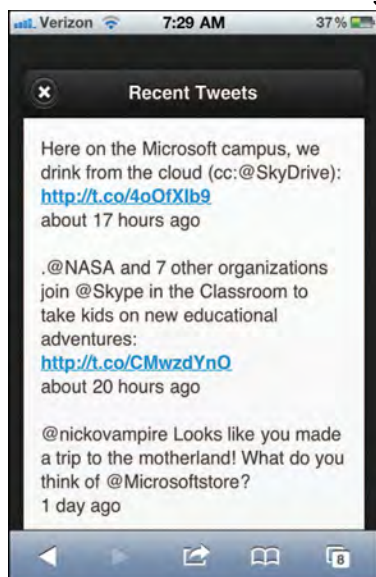 Verizon 7:29 AM 37%
Recent Tweets
Here on the Microsoft campus, we
drink from the cloud (cc:@SkyDrive):
http://t.co/4oOfXIb9
about 17 hours ago
.@NASA and 7 other organizations
join @Skype in the Classroom to
take kids on new educational
adventures:
http://t.co/CMwzdYnO
about 20 hours ago
@nickovampire Looks like you made
a trip to the motherland! What do you
think of @Microsoftstore?
1 day ago
8